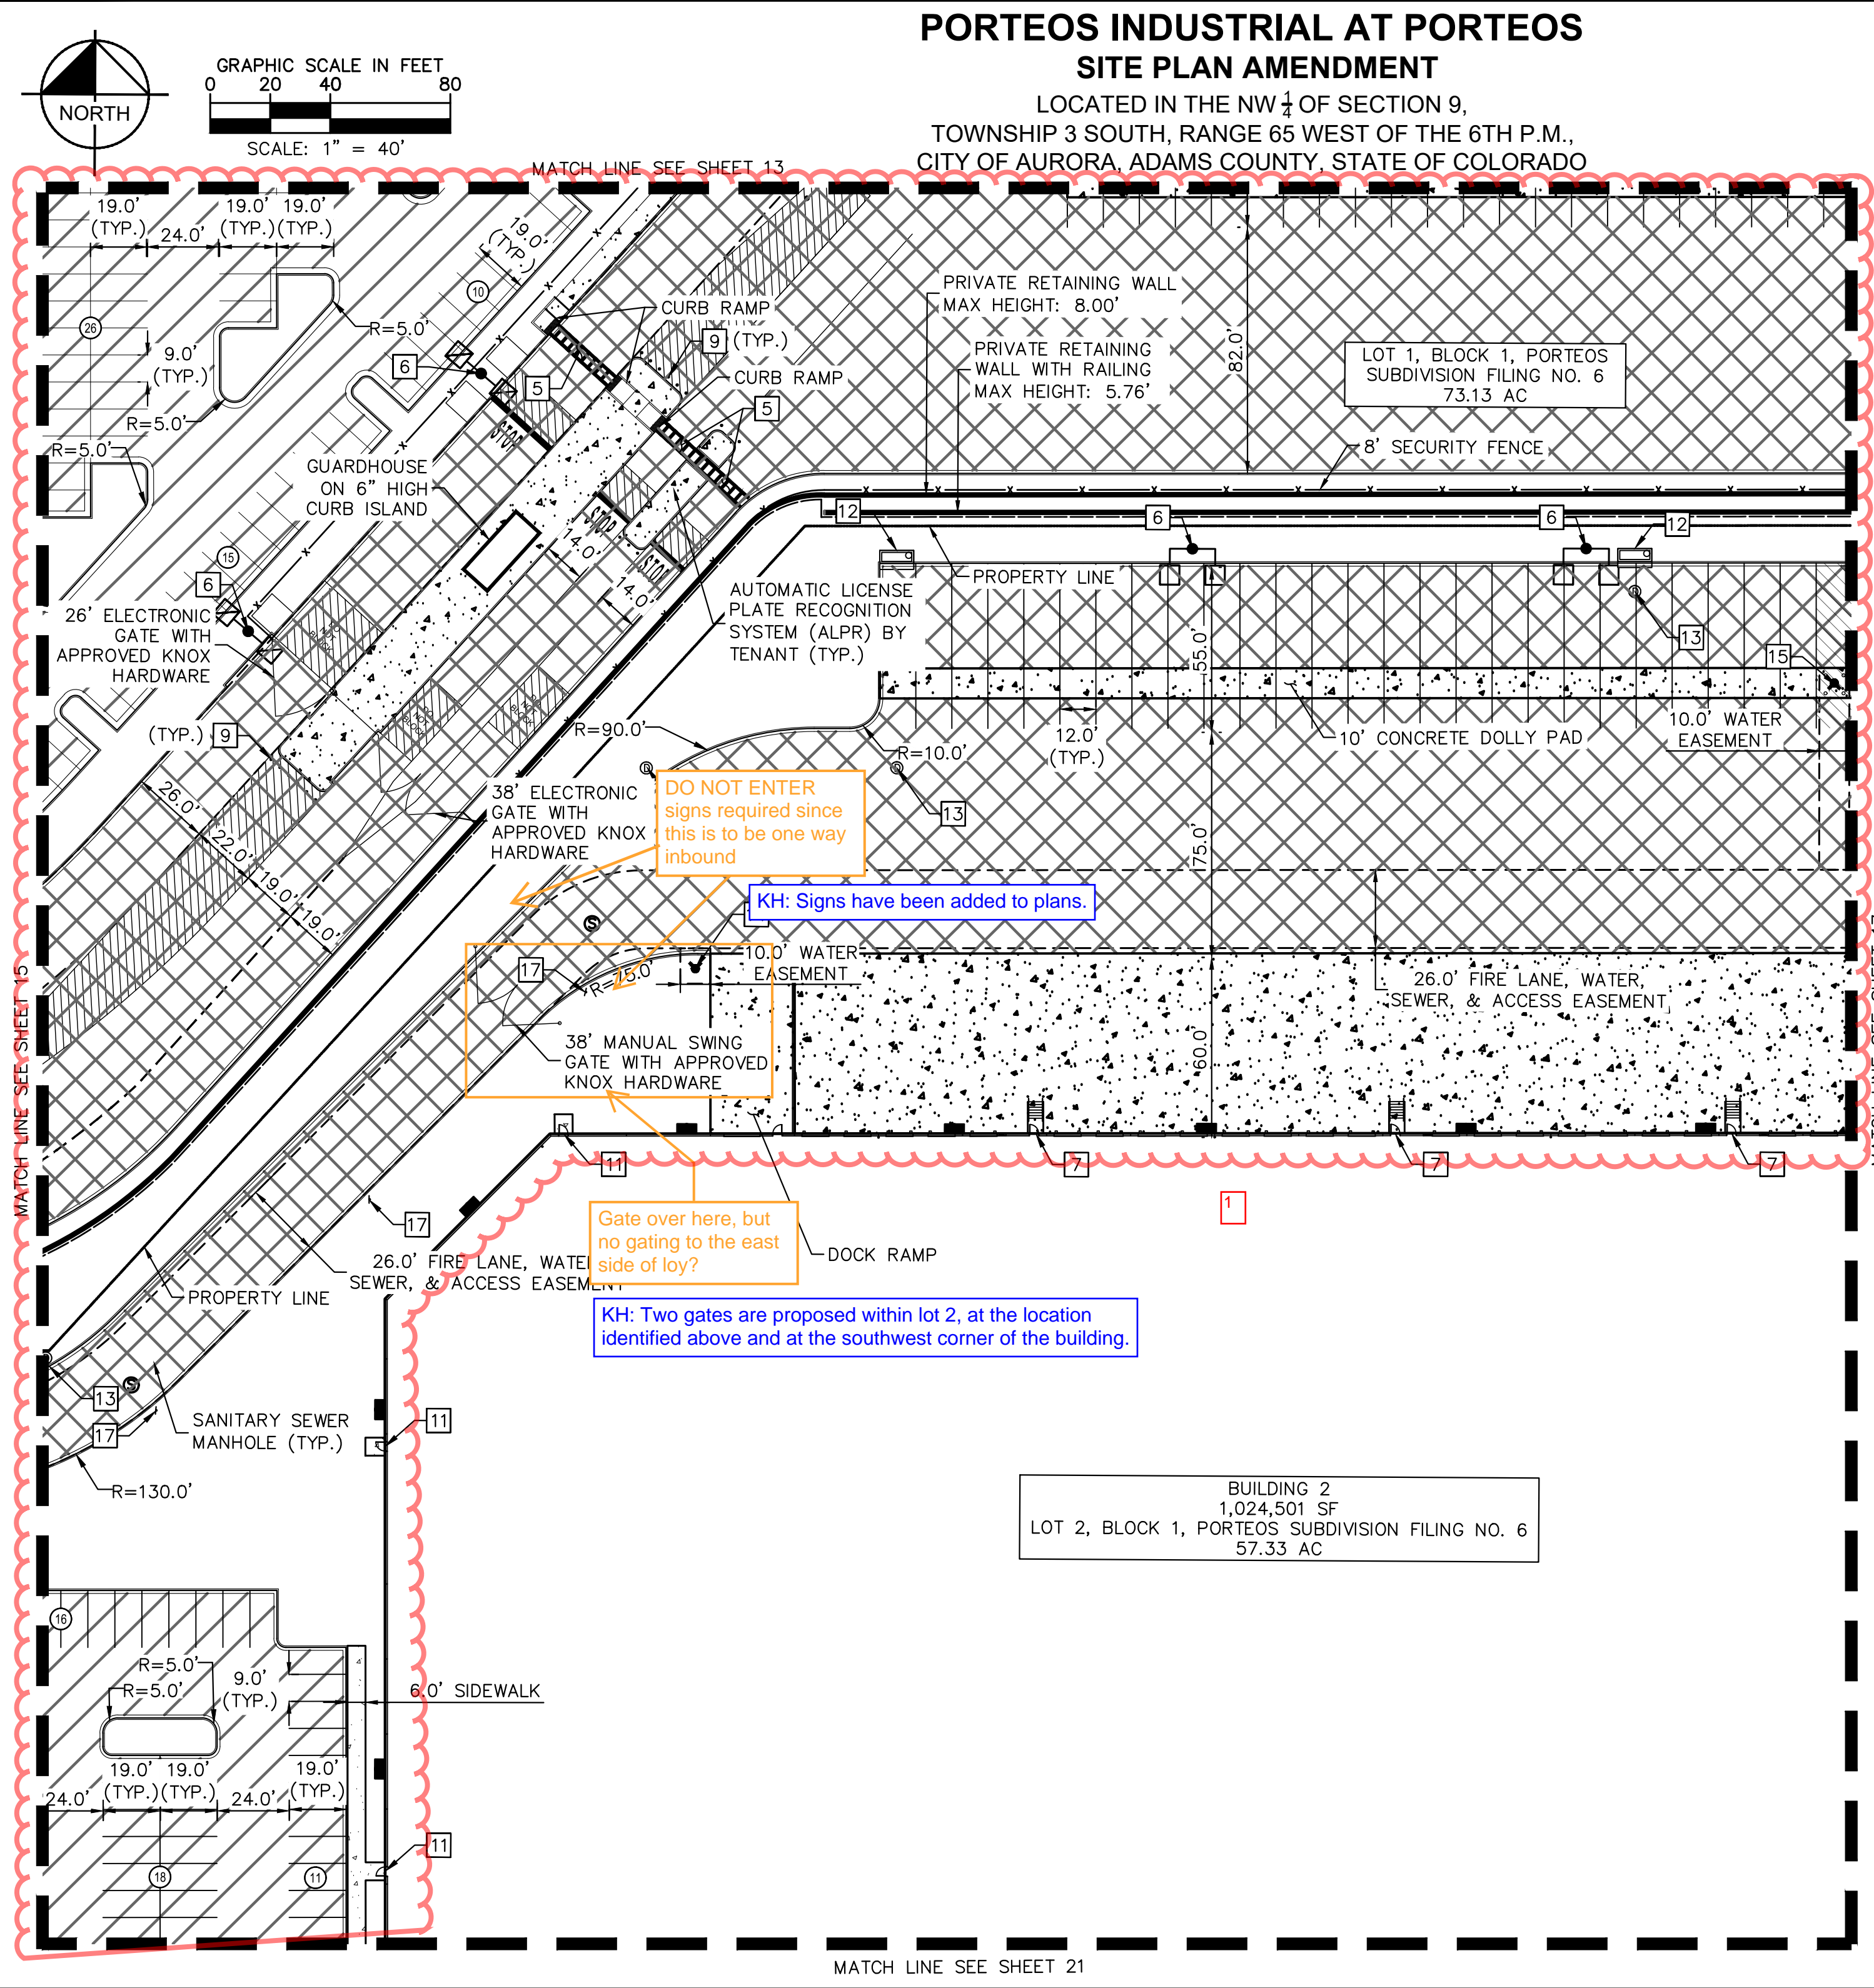 PORTEOS INDUSTRIAL AT PORTEOS
SITE PLAN AMENDMENT
LOCATED IN THE NW 1/4 OF SECTION 9,
TOWNSHIP 3 SOUTH, RANGE 65 WEST OF THE 6TH P.M.,
CITY OF AURORA, ADAMS COUNTY, STATE OF COLORADO
NORTH
GRAPHIC SCALE IN FEET
0 20 40 80
SCALE: 1" = 40'
MATCH LINE SEE SHEET 13
19.0'
(TYP.)
24.0'
19.0'
(TYP.)
19.0'
(TYP.)
19.0'
(TYP.)
10
26
R=5.0'
9.0'
(TYP.)
R=5.0'
R=5.0'
6
5
CURB RAMP
9 (TYP.)
CURB RAMP
5
STOP
STOP
STOP
PRIVATE RETAINING WALL
MAX HEIGHT: 8.00'
PRIVATE RETAINING
WALL WITH RAILING
MAX HEIGHT: 5.76'
82.0'
LOT 1, BLOCK 1, PORTEOS
SUBDIVISION FILING NO. 6
73.13 AC
8' SECURITY FENCE
GUARDHOUSE
ON 6" HIGH
CURB ISLAND
14.0'
14.0'
15
6
12
6
6
12
26' ELECTRONIC
GATE WITH
APPROVED KNOX
HARDWARE
AUTOMATIC LICENSE
PLATE RECOGNITION
SYSTEM (ALPR) BY
TENANT (TYP.)
PROPERTY LINE
55.0'
13
15
DO NOT BLOCK
DO NOT BLOCK
DO NOT BLOCK
(TYP.) 9
R=90.0'
R=10.0'
12.0'
(TYP.)
10' CONCRETE DOLLY PAD
10.0' WATER
EASEMENT
26.0'
22.0'
19.0'
19.0'
38' ELECTRONIC
GATE WITH
APPROVED KNOX
HARDWARE
DO NOT ENTER
signs required since
this is to be one way
inbound
13
75.0'
KH: Signs have been added to plans.
17
10.0' WATER
EASEMENT
26.0' FIRE LANE, WATER,
SEWER, & ACCESS EASEMENT
38' MANUAL SWING
GATE WITH APPROVED
KNOX HARDWARE
60.0'
MATCH LINE SEE SHEET 15
11
7
7
7
1
17
Gate over here, but
no gating to the east
side of loy?
DOCK RAMP
26.0' FIRE LANE, WATER
SEWER, & ACCESS EASEMENT
PROPERTY LINE
KH: Two gates are proposed within lot 2, at the location
identified above and at the southwest corner of the building.
13
17
SANITARY SEWER
MANHOLE (TYP.)
11
R=130.0'
BUILDING 2
1,024,501 SF
LOT 2, BLOCK 1, PORTEOS SUBDIVISION FILING NO. 6
57.33 AC
16
R=5.0'
R=5.0'
9.0'
(TYP.)
6.0' SIDEWALK
19.0'
(TYP.)
19.0'
(TYP.)
19.0'
(TYP.)
24.0'
24.0'
11
18
11
MATCH LINE SEE SHEET 21